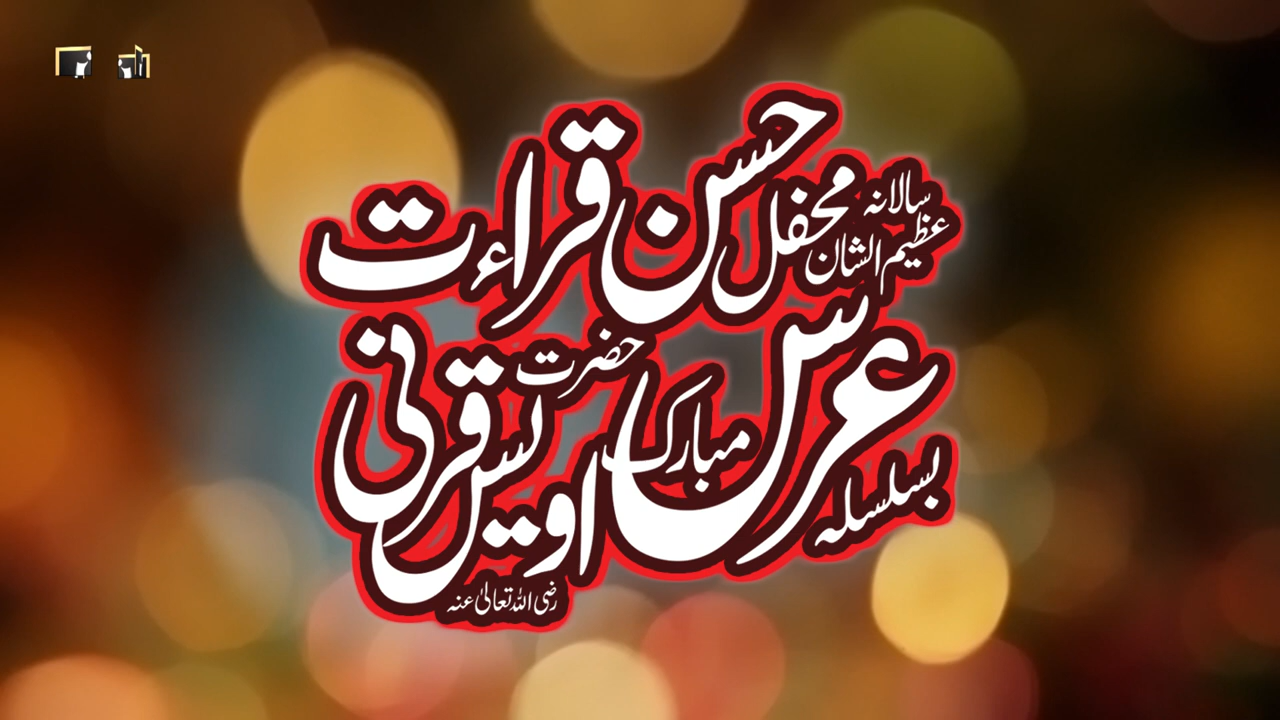 سالانہ
عظیم الشان
محفل حسن قراءت
بسلسلہ عرس مبارک
حضرت اویس قرنی
رضی اللہ تعالیٰ عنہ